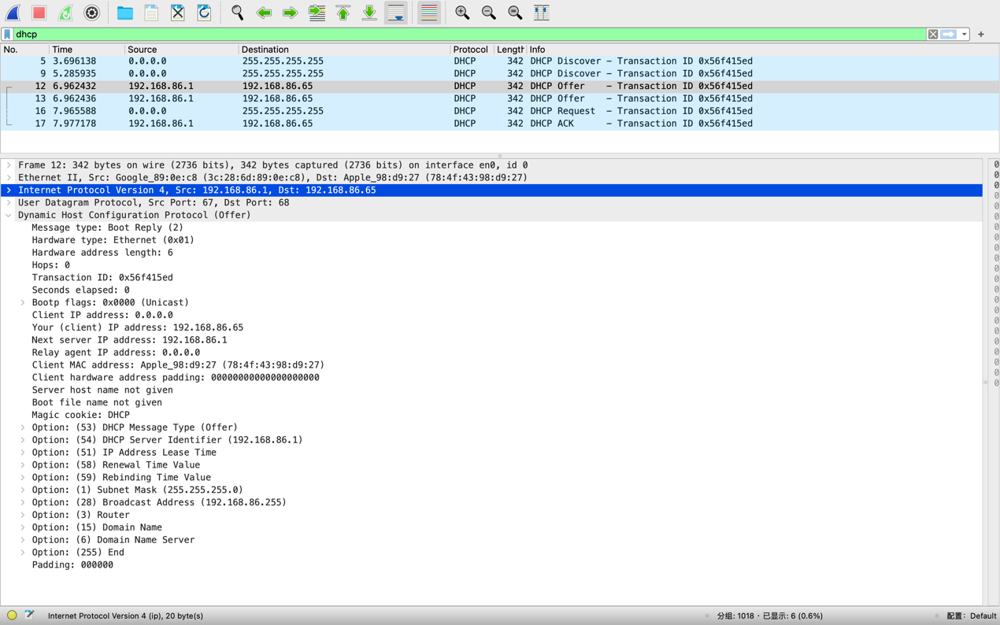 dhcp
No. Time Source Destination Protocol Length Info
5 3.696138 0.0.0.0 255.255.255.255 DHCP 342 DHCP Discover – Transaction ID 0x56f415ed
9 5.285935 0.0.0.0 255.255.255.255 DHCP 342 DHCP Discover – Transaction ID 0x56f415ed
12 6.962432 192.168.86.1 192.168.86.65 DHCP 342 DHCP Offer – Transaction ID 0x56f415ed
13 6.962436 192.168.86.1 192.168.86.65 DHCP 342 DHCP Offer – Transaction ID 0x56f415ed
16 7.965588 0.0.0.0 255.255.255.255 DHCP 342 DHCP Request – Transaction ID 0x56f415ed
17 7.977178 192.168.86.1 192.168.86.65 DHCP 342 DHCP ACK – Transaction ID 0x56f415ed
Frame 12: 342 bytes on wire (2736 bits), 342 bytes captured (2736 bits) on interface en0, id 0
Ethernet II, Src: Google_89:0e:c8 (3c:28:6d:89:0e:c8), Dst: Apple_98:d9:27 (78:4f:43:98:d9:27)
Internet Protocol Version 4, Src: 192.168.86.1, Dst: 192.168.86.65
User Datagram Protocol, Src Port: 67, Dst Port: 68
Dynamic Host Configuration Protocol (Offer)
Message type: Boot Reply (2)
Hardware type: Ethernet (0x01)
Hardware address length: 6
Hops: 0
Transaction ID: 0x56f415ed
Seconds elapsed: 0
Bootp flags: 0x0000 (Unicast)
Client IP address: 0.0.0.0
Your (client) IP address: 192.168.86.65
Next server IP address: 192.168.86.1
Relay agent IP address: 0.0.0.0
Client MAC address: Apple_98:d9:27 (78:4f:43:98:d9:27)
Client hardware address padding: 00000000000000000000
Server host name not given
Boot file name not given
Magic cookie: DHCP
Option: (53) DHCP Message Type (Offer)
Option: (54) DHCP Server Identifier (192.168.86.1)
Option: (51) IP Address Lease Time
Option: (58) Renewal Time Value
Option: (59) Rebinding Time Value
Option: (1) Subnet Mask (255.255.255.0)
Option: (28) Broadcast Address (192.168.86.255)
Option: (3) Router
Option: (15) Domain Name
Option: (6) Domain Name Server
Option: (255) End
Padding: 000000
Internet Protocol Version 4 (ip), 20 byte(s) 分组: 1018 · 已显示: 6 (0.6%) 配置: Default